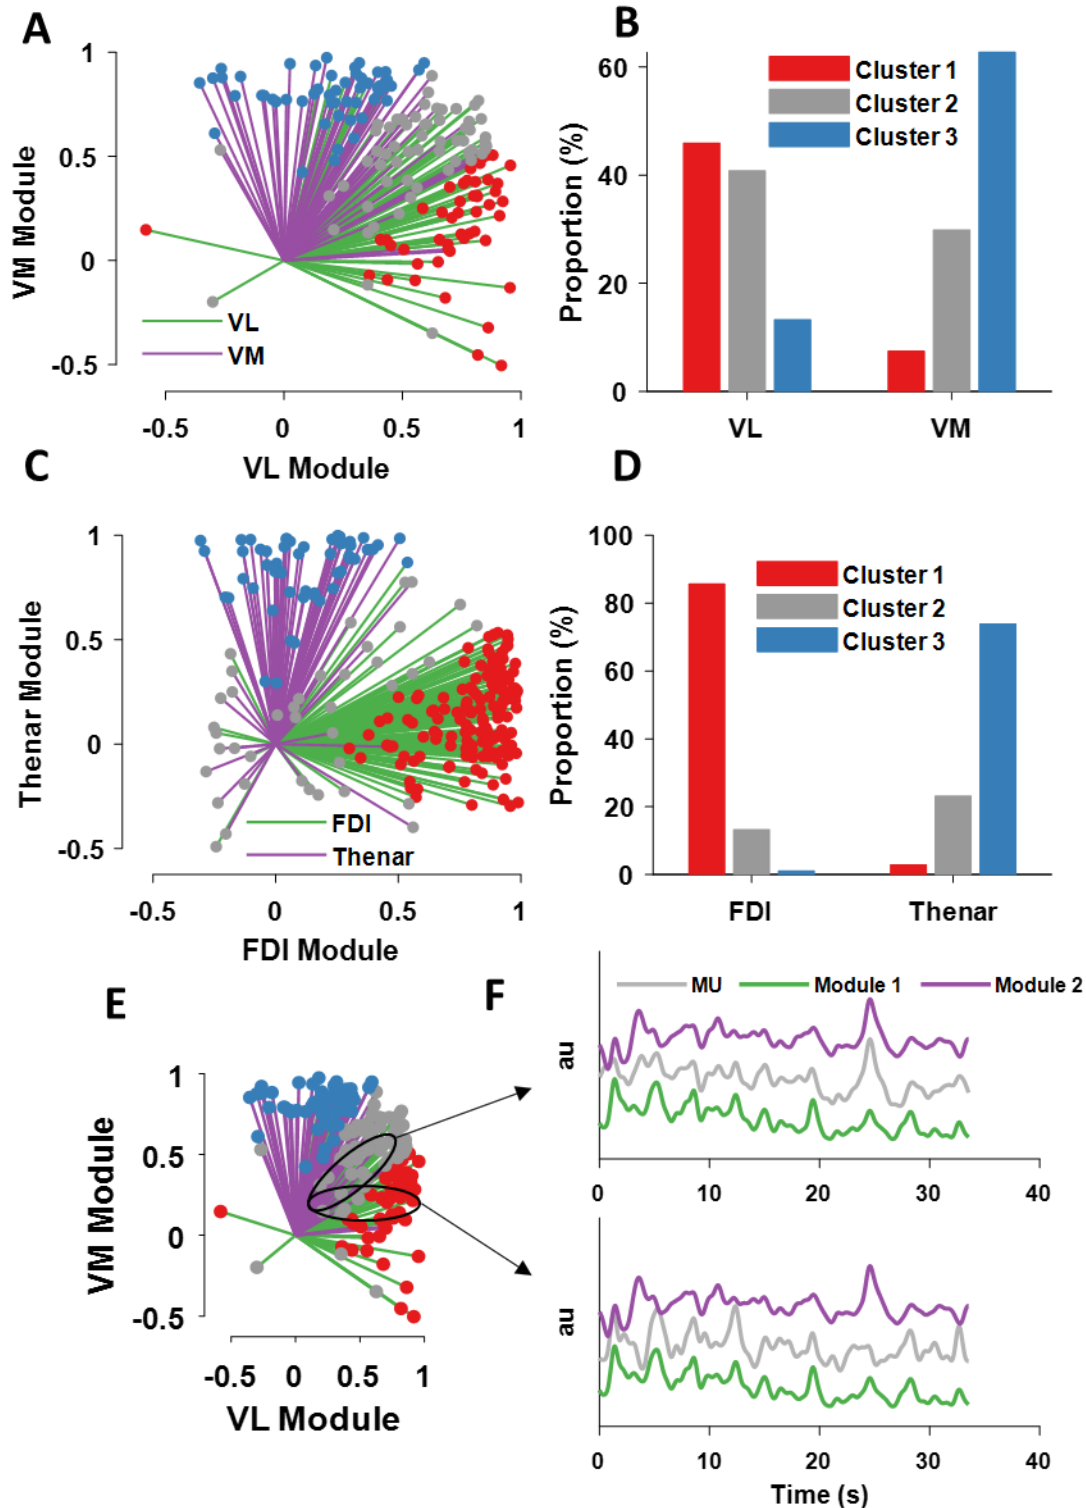 A
1
0.5
0
-0.5
VM Module
VL
VM
-0.5 0 0.5 1
VL Module
B
60
40
20
0
Proportion (%)
Cluster 1
Cluster 2
Cluster 3
VL VM
C
1
0.5
0
-0.5
Thenar Module
FDI
Thenar
-0.5 0 0.5 1
FDI Module
D
100
80
60
40
20
0
Proportion (%)
Cluster 1
Cluster 2
Cluster 3
FDI Thenar
E
1
0.5
0
-0.5
VM Module
-0.5 0 0.5 1
VL Module
F
MU Module 1 Module 2
au
0 10 20 30 40
au
0 10 20 30 40
Time (s)